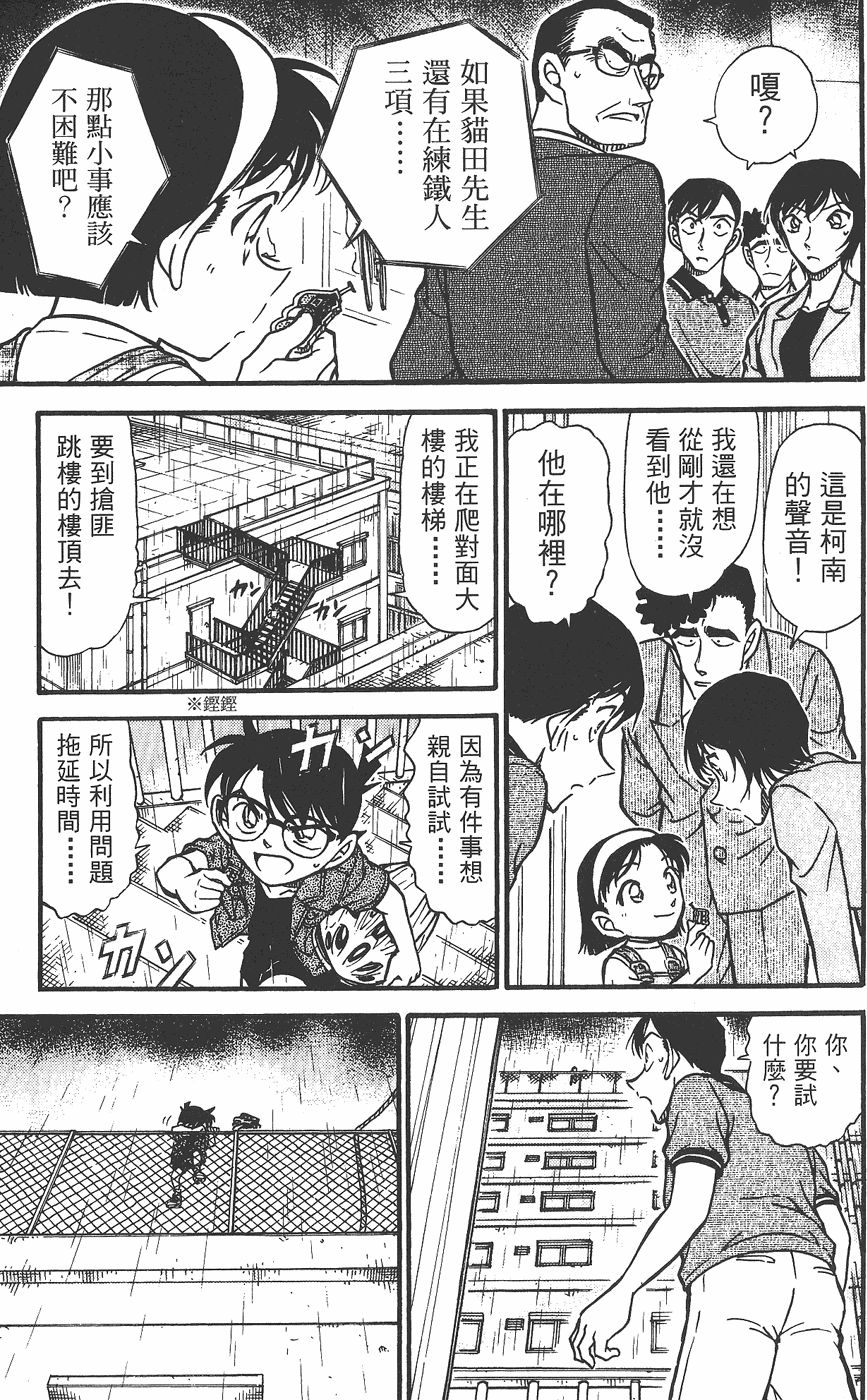 嗄？
如果貓田先生
還有在練鐵人
三項……
那點小事應該
不困難吧？
這是柯南
的聲音！
我還在想
從剛才就沒
看到他……
他在哪裡？
我正在爬對面大
樓的樓梯……
要到搶匪
跳樓的樓頂去！
カン
カン
※鏗鏗
因為有件事想
親自試試……
所以利用問題
拖延時間……
カン
カン
你、
你要試
什麼？